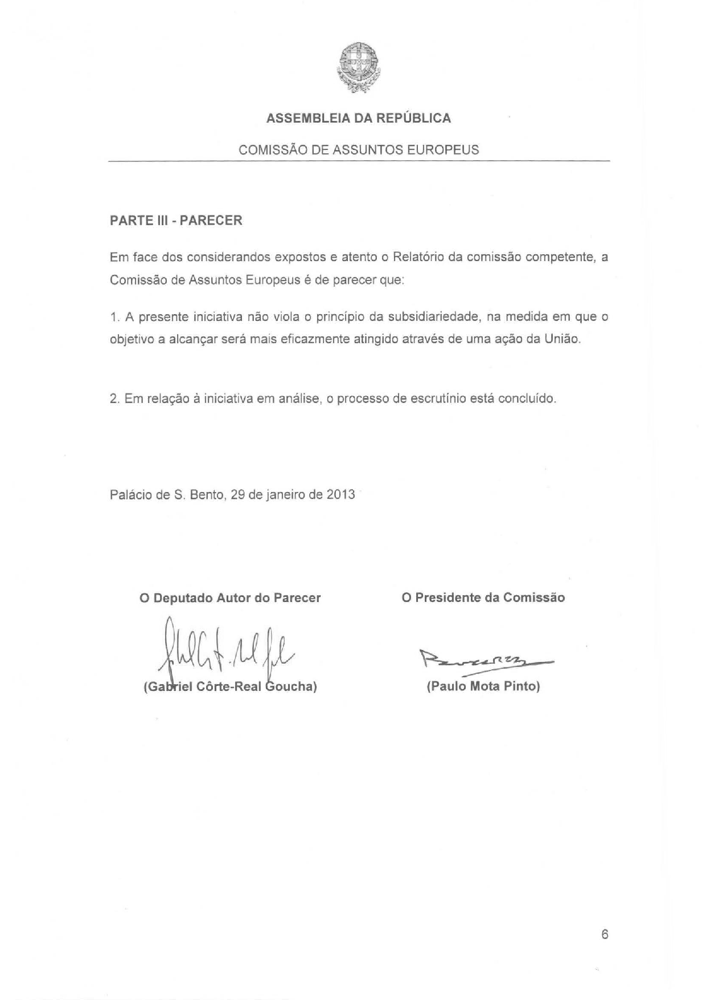 ASSEMBLEIA DA REPÚBLICA
COMISSÃO DE ASSUNTOS EUROPEUS
PARTE III - PARECER
Em face dos considerandos expostos e atento o Relatório da comissão competente, a
Comissão de Assuntos Europeus é de parecer que:
1. A presente iniciativa não viola o princípio da subsidiariedade, na medida em que o
objetivo a alcançar será mais eficazmente atingido através de uma ação da União.
2. Em relação à iniciativa em análise, o processo de escrutínio está concluído.
Palácio de S. Bento, 29 de janeiro de 2013
O Deputado Autor do Parecer
O Presidente da Comissão
(Gabriel Côrte-Real Goucha)
(Paulo Mota Pinto)
6